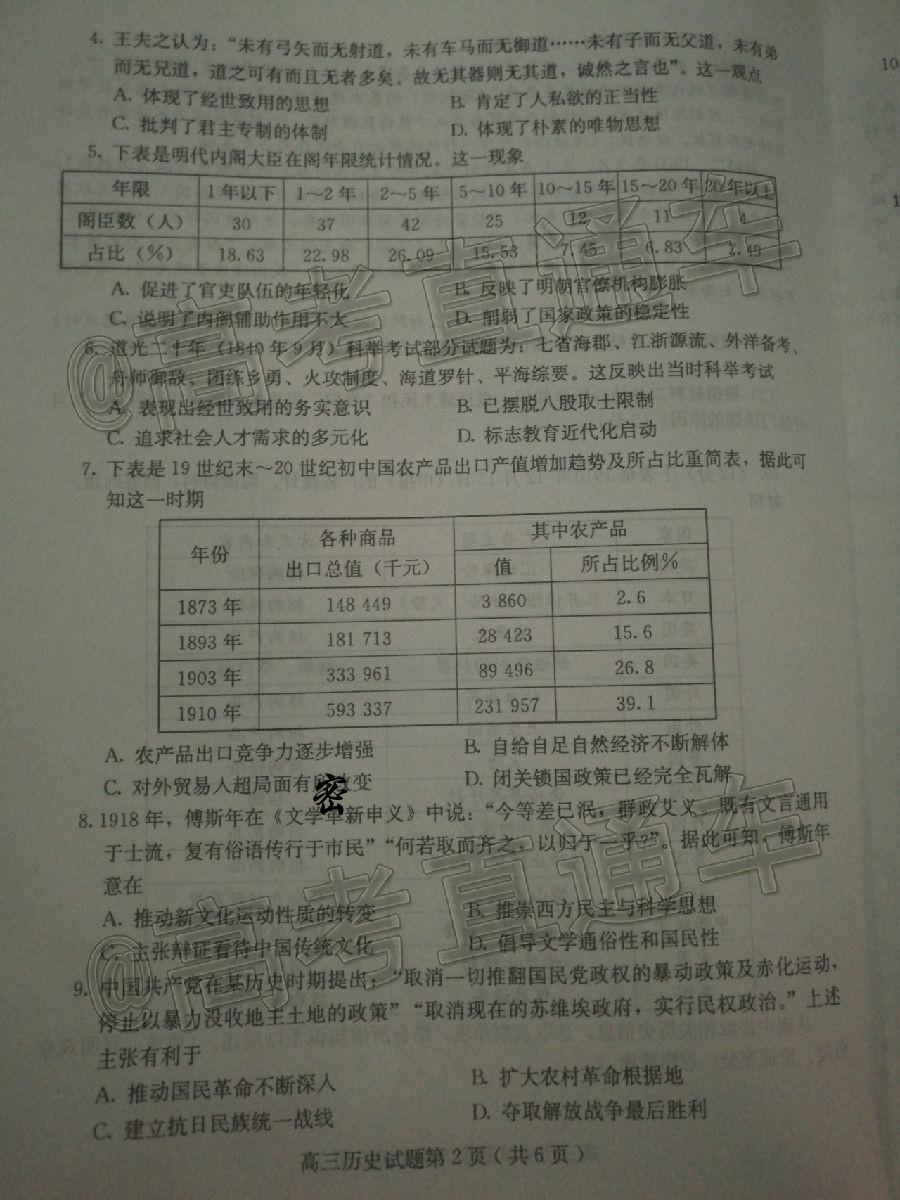 4. 王夫之认为：“未有弓矢而无射道，未有车马而无御道……未有子而无父道，未有弟
而无兄道，道之可有而且无者多矣。故无其器则无其道，诚然之言也”。这一观点
A. 体现了经世致用的思想 B. 肯定了人私欲的正当性
C. 批判了君主专制的体制 D. 体现了朴素的唯物思想
5. 下表是明代内阁大臣在阁年限统计情况。这一现象
年限 1年以下 1～2年 2～5年 5～10年 10～15年 15～20年 20年以上
阁臣数（人） 30 37 42 25 12 11 4
占比（%） 18.63 22.98 26.09 15.53 7.45 6.83 2.49
A. 促进了官吏队伍的年轻化 B. 反映了明朝官僚机构膨胀
C. 说明了内阁辅助作用不大 D. 削弱了国家政策的稳定性
6. 道光二十年（1840年9月）科举考试部分试题为：七省海郡、江浙源流、外洋备考、
舟师御敌、团练乡勇、火攻制度、海道罗针、平海综要。这反映出当时科举考试
A. 表现出经世致用的务实意识 B. 已摆脱八股取士限制
C. 追求社会人才需求的多元化 D. 标志教育近代化启动
7. 下表是19世纪末～20世纪初中国农产品出口产值增加趋势及所占比重简表，据此可
知这一时期
年份 各种商品 其中农产品
出口总值（千元） 值 所占比例%
1873年 148 449 3 860 2.6
1893年 181 713 28 423 15.6
1903年 333 961 89 496 26.8
1910年 593 337 231 957 39.1
A. 农产品出口竞争力逐步增强 B. 自给自足自然经济不断解体
C. 对外贸易人超局面有所改变 D. 闭关锁国政策已经完全瓦解
密
8. 1918年，傅斯年在《文学革新申义》中说：“今等差已泯，群政艾义。既有文言通用
于士流，复有俗语传行于市民”“何若取而齐之，以归于一乎?”。据此可知，傅斯年
意在
A. 推动新文化运动性质的转变 B. 推崇西方民主与科学思想
C. 主张辩证看待中国传统文化 D. 倡导文学通俗性和国民性
9. 中国共产党在某历史时期提出：“取消一切推翻国民党政权的暴动政策及赤化运动，
停止以暴力没收地主土地的政策”“取消现在的苏维埃政府，实行民权政治。”上述
主张有利于
A. 推动国民革命不断深入 B. 扩大农村革命根据地
C. 建立抗日民族统一战线 D. 夺取解放战争最后胜利
高三历史试题第2页（共6页）
@高考直通车
@高考直通车
10
1